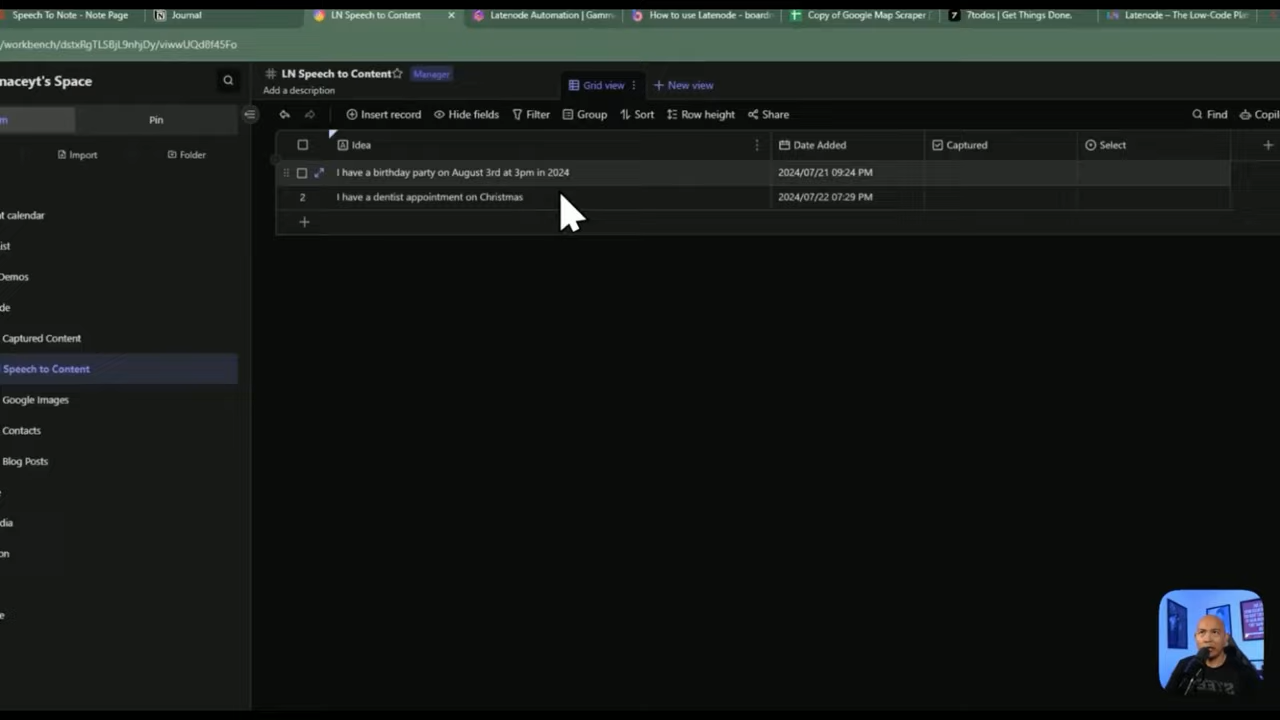 Speech To Note - Note Page
Journal
LN Speech to Content
Latenode Automation | Gamm
How to use Latenode - board
Copy of Google Map Scraper
7todos | Get Things Done.
Latenode – The Low-Code Pla
/workbench/dstxRgTLSBjL9nhjDy/viwwUQd8f45Fo
naceyt's Space
Pin
Import
Folder
t calendar
ist
Demos
de
Captured Content
Speech to Content
Google Images
Contacts
Blog Posts
dia
on
e
LN Speech to Content
Manager
Add a description
Grid view
New view
Insert record
Hide fields
Filter
Group
Sort
Row height
Share
Find
Copil
Idea
Date Added
Captured
Select
I have a birthday party on August 3rd at 3pm in 2024
2024/07/21 09:24 PM
2
I have a dentist appointment on Christmas
2024/07/22 07:29 PM